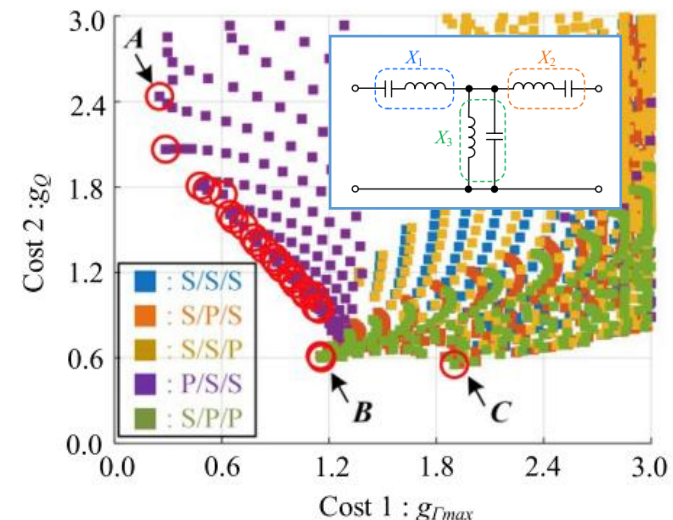 3.0
2.4
1.8
1.2
0.6
0.0
Cost 2 :gQ
A
X1
X2
X3
: S/S/S
: S/P/S
: S/S/P
: P/S/S
: S/P/P
B
C
0.0 0.6 1.2 1.8 2.4 3.0
Cost 1 : gΓmax